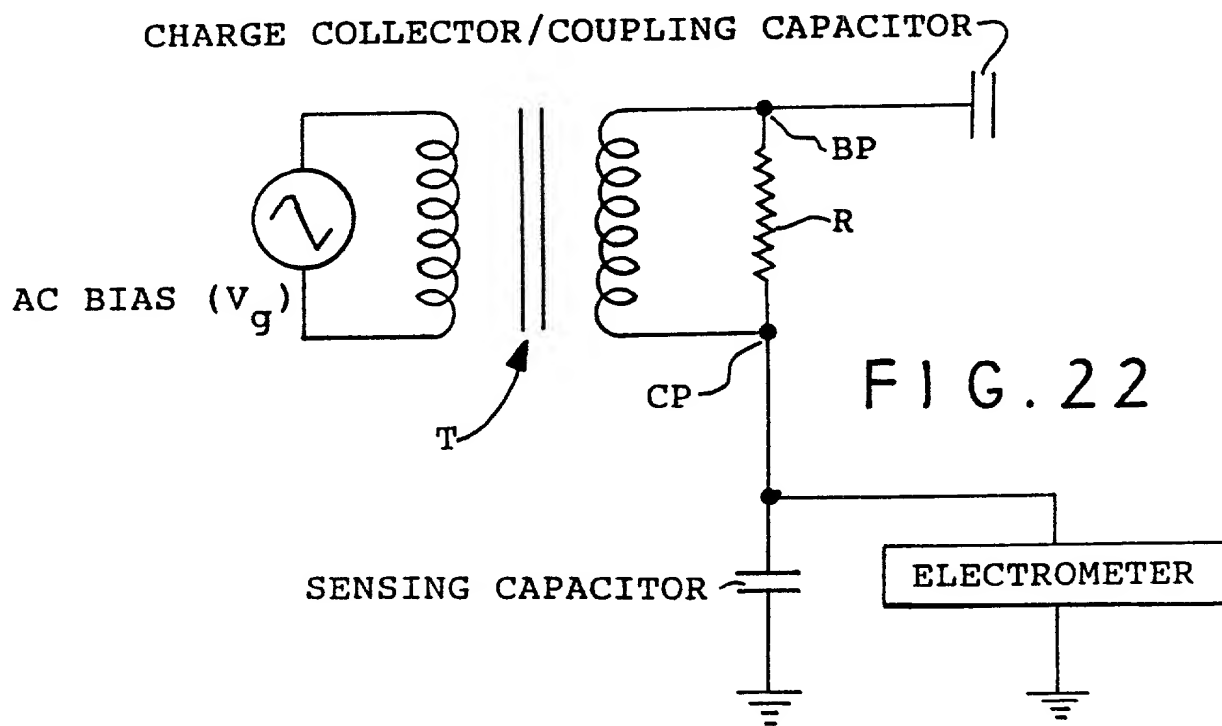 CHARGE COLLECTOR/COUPLING CAPACITOR
BP
R
AC BIAS (Vg)
CP
FIG.22
T
SENSING CAPACITOR
ELECTROMETER